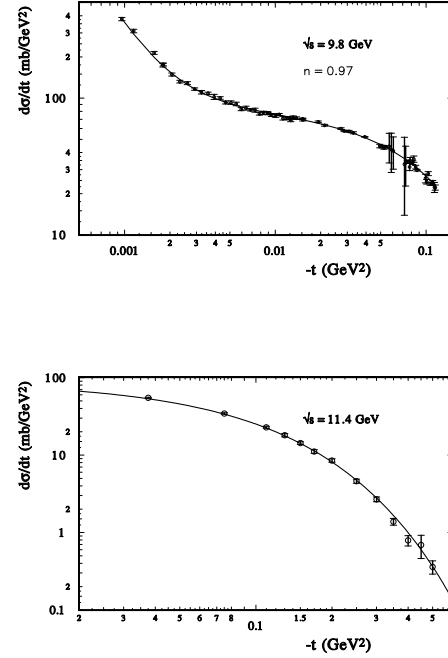 dσ/dt (mb/GeV²)
4
3
2
100
4
3
2
10
√s = 9.8 GeV
n = 0.97
0.001 2 3 4 5 0.01 2 3 4 5 0.1
-t (GeV²)
dσ/dt (mb/GeV²)
100
2
10
2
1
2
0.1
√s = 11.4 GeV
2 3 4 5 6 7 8 0.1 1.5 2 3 4 5
-t (GeV²)